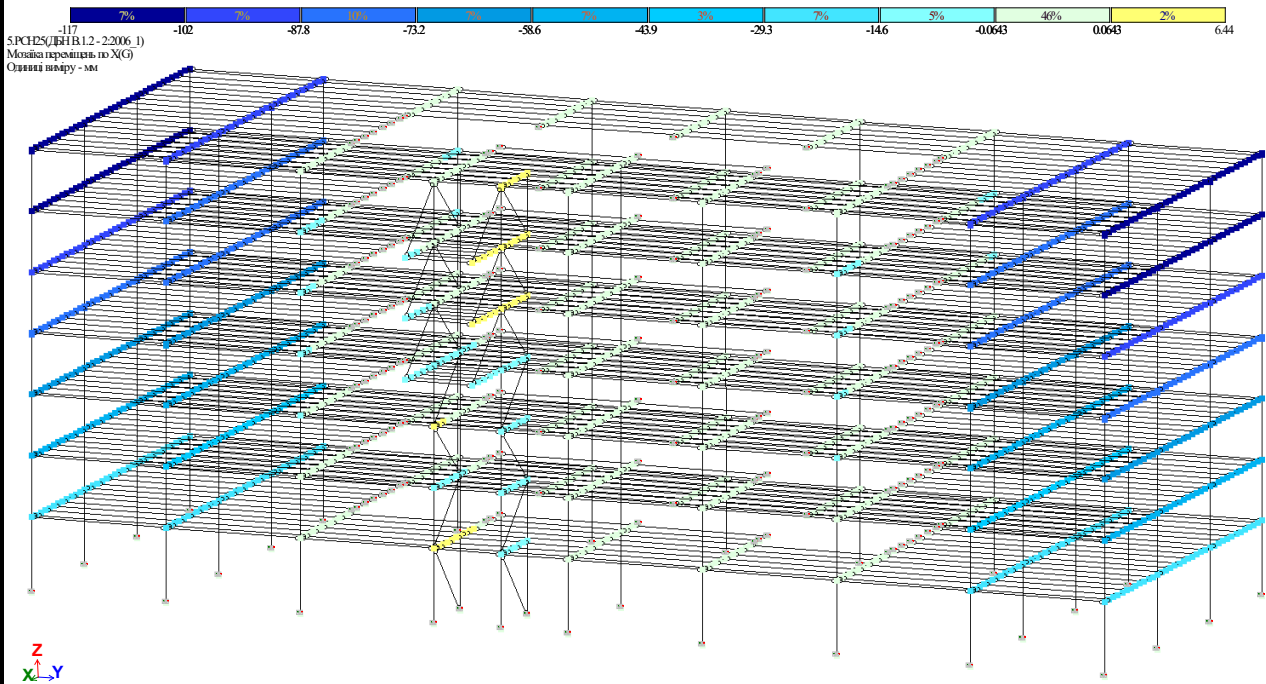 7% 7% 10% 7% 7% 3% 7% 5% 46% 2%
-117 -102 -87.8 -73.2 -58.6 -43.9 -29.3 -14.6 -0.0643 0.0643 6.44
5.РСН25(ДБН В.1.2 - 2:2006_1)
Мозаїка переміщень по X(G)
Одиниці виміру - мм
Z
X Y